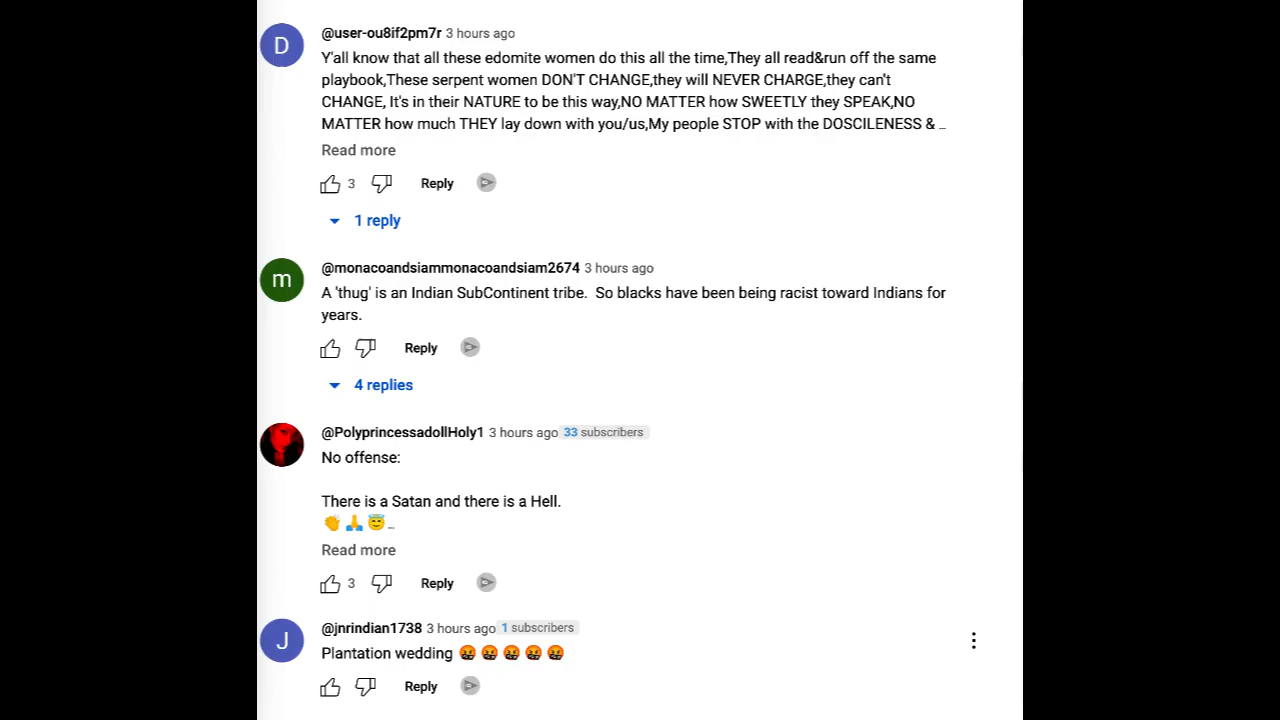 D
@user-ou8if2pm7r 3 hours ago
Y'all know that all these edomite women do this all the time,They all read&run off the same
playbook,These serpent women DON'T CHANGE,they will NEVER CHARGE,they can't
CHANGE, It's in their NATURE to be this way,NO MATTER how SWEETLY they SPEAK,NO
MATTER how much THEY lay down with you/us,My people STOP with the DOSCILENESS & ...
Read more
3 Reply
1 reply
m
@monacoandsiammonacoandsiam2674 3 hours ago
A 'thug' is an Indian SubContinent tribe.  So blacks have been being racist toward Indians for
years.
Reply
4 replies
@PolyprincessadollHoly1 3 hours ago 33 subscribers
No offense:
There is a Satan and there is a Hell.
👏🙏😇...
Read more
3 Reply
J
@jnrindian1738 3 hours ago 1 subscribers
Plantation wedding 🤬🤬🤬🤬🤬
Reply